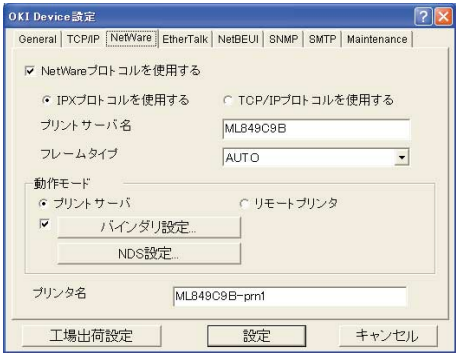 OKI Device設定
General TCP/IP NetWare EtherTalk NetBEUI SNMP SMTP Maintenance
NetWareプロトコルを使用する
IPXプロトコルを使用する TCP/IPプロトコルを使用する
プリントサーバ名 ML849C9B
フレームタイプ AUTO
動作モード
プリントサーバ リモートプリンタ
バインダリ設定...
NDS設定...
プリンタ名 ML849C9B-prn1
工場出荷設定 設定 キャンセル